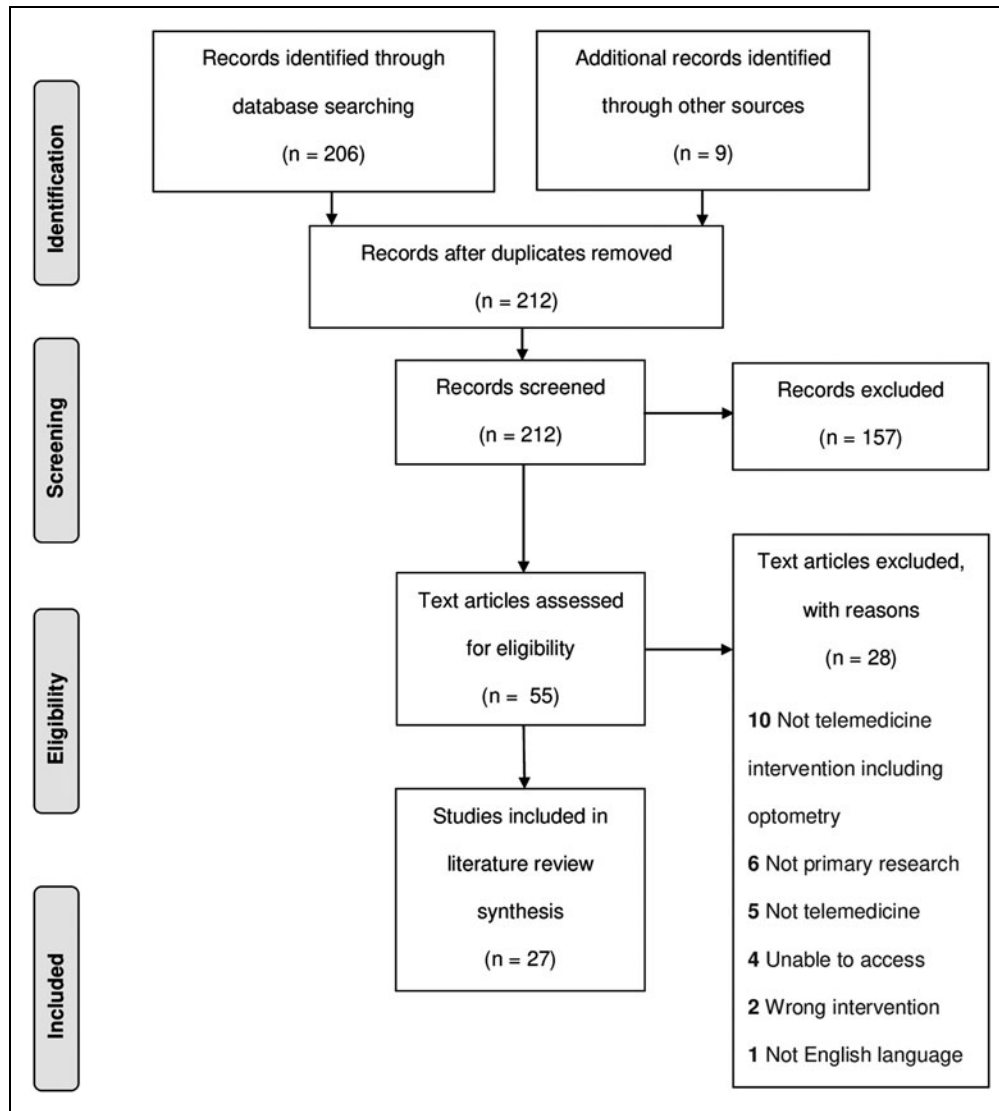 Identification
Records identified through
database searching
(n = 206)
Additional records identified
through other sources
(n = 9)
Records after duplicates removed
(n = 212)
Screening
Records screened
(n = 212)
Records excluded
(n = 157)
Eligibility
Text articles assessed
for eligibility
(n = 55)
Text articles excluded,
with reasons
(n = 28)
10 Not telemedicine
intervention including
optometry
6 Not primary research
5 Not telemedicine
4 Unable to access
2 Wrong intervention
1 Not English language
Included
Studies included in
literature review
synthesis
(n = 27)